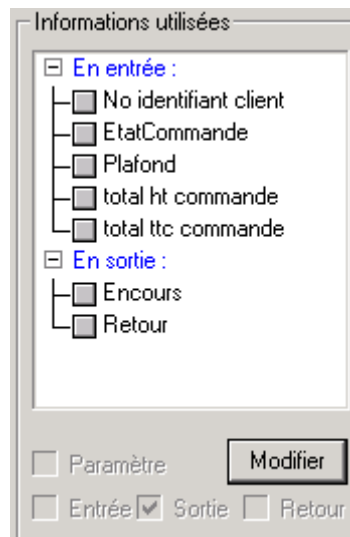 Informations utilisées
En entrée :
No identifiant client
EtatCommande
Plafond
total ht commande
total ttc commande
En sortie :
Encours
Retour
Paramètre Modifier
Entrée Sortie Retour